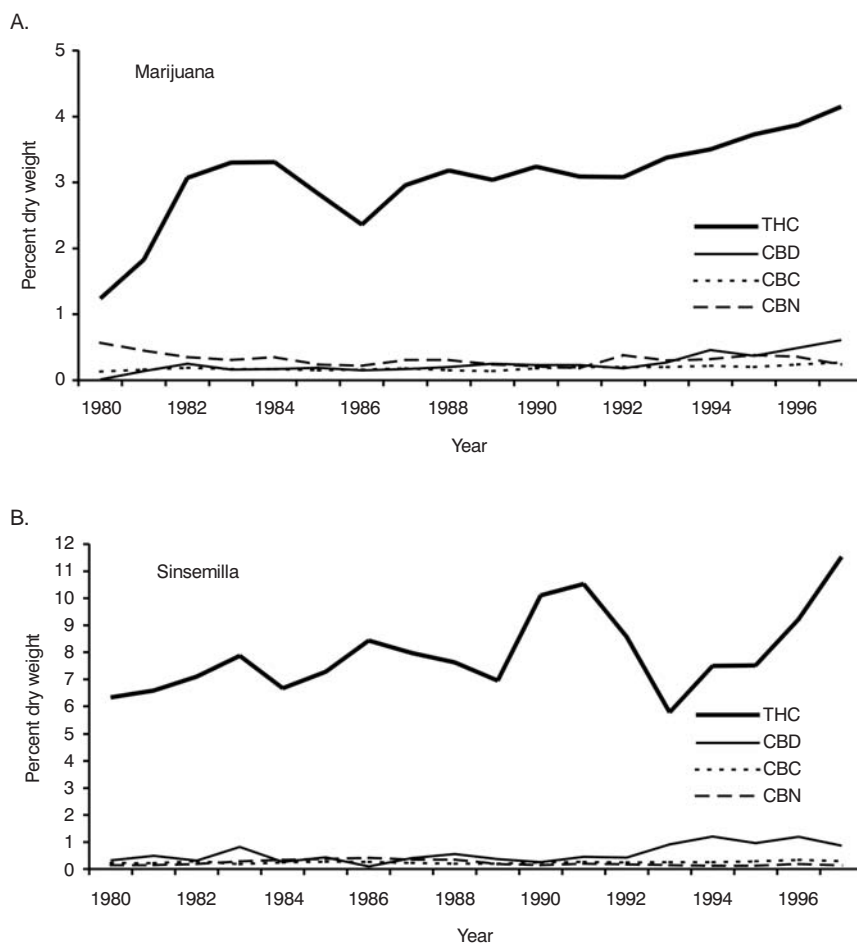 A.
5
Marijuana
4
3
2
1
0
Percent dry weight
THC
CBD
CBC
CBN
1980 1982 1984 1986 1988 1990 1992 1994 1996
Year
B.
12
11
10
9
8
7
6
5
4
3
2
1
0
Sinsemilla
Percent dry weight
THC
CBD
CBC
CBN
1980 1982 1984 1986 1988 1990 1992 1994 1996
Year